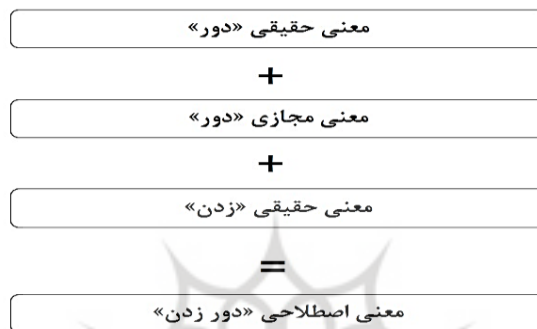 معنی حقیقی «دور»
+
معنی مجازی «دور»
+
معنی حقیقی «زدن»
=
معنی اصطلاحی «دور زدن»